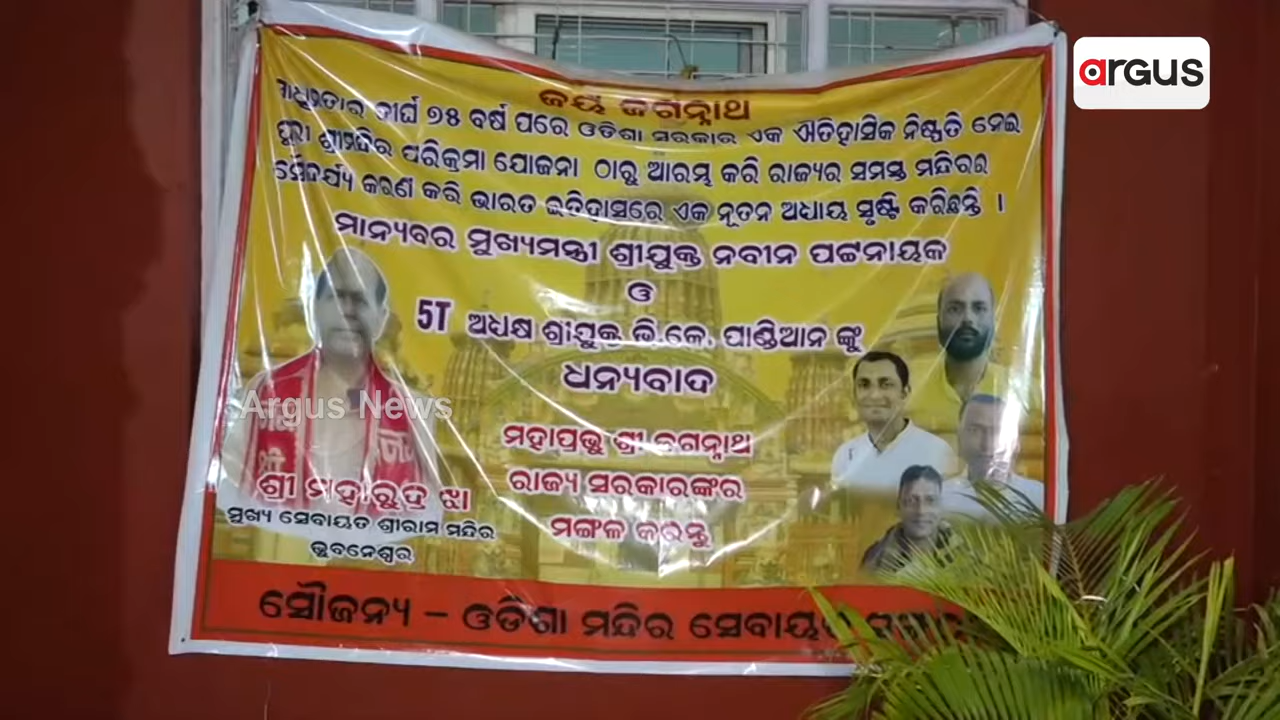 argus
ଜୟ ଜଗନ୍ନାଥ
ଦୀର୍ଘ ୭୫ ବର୍ଷ ପରେ ଓଡିଶା ସରକାର ଏକ ଐତିହାସିକ ନିଷ୍ପତି ନେଇ
ପୁରୀ ଶ୍ରୀମନ୍ଦିର ପରିକ୍ରମା ଯୋଜନା ଠାରୁ ଆରମ୍ଭ କରି ରାଜ୍ୟର ସମସ୍ତ ମନ୍ଦିରର
ସୌନ୍ଦର୍ଯ୍ୟ କରଣ କରି ଭାରତ ଇତିହାସରେ ଏକ ନୂତନ ଅଧ୍ୟାୟ ସୃଷ୍ଟି କରିଛନ୍ତି ।
ମାନ୍ୟବର ମୁଖ୍ୟମନ୍ତ୍ରୀ ଶ୍ରୀଯୁକ୍ତ ନବୀନ ପଟ୍ଟନାୟକ
ଓ
5T ଅଧକ୍ଷ ଶ୍ରୀଯୁକ୍ତ ଭି.କେ. ପାଣ୍ଡିଆନ ଙ୍କୁ
ଧନ୍ୟବାଦ
Argus News
ମହାପ୍ରଭୁ ଶ୍ରୀ ଜଗନ୍ନାଥ
ରାଜ୍ୟ ସରକାରଙ୍କର
ମଙ୍ଗଳ କରନ୍ତୁ
ଶ୍ରୀ ମହାରୁଦ୍ର ଝା
ମୁଖ୍ୟ ସେବାୟତ ଶ୍ରୀରାମ ମନ୍ଦିର
ଭୁବନେଶ୍ୱର
ସୌଜନ୍ୟ – ଓଡିଶା ମନ୍ଦିର ସେବାୟତ